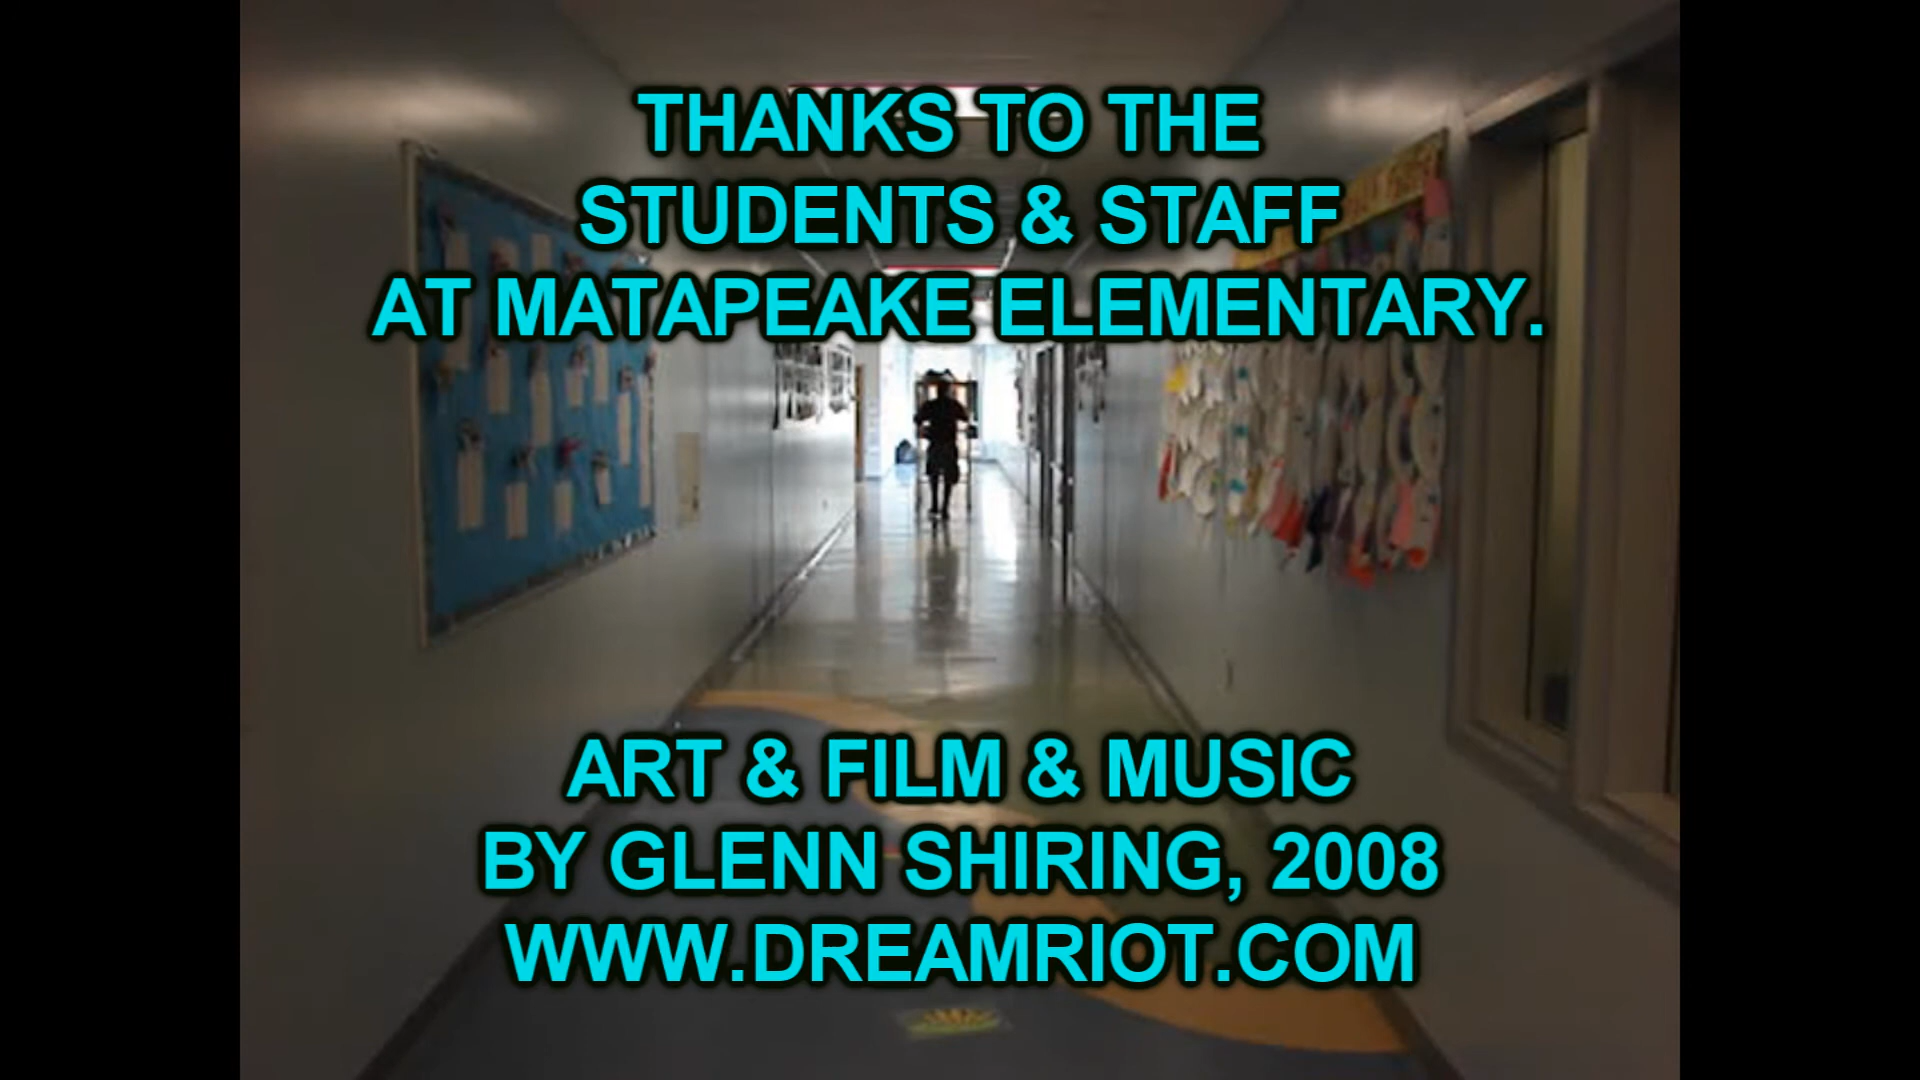 THANKS TO THE
STUDENTS & STAFF
AT MATAPEAKE ELEMENTARY.
ART & FILM & MUSIC
BY GLENN SHIRING, 2008
WWW.DREAMRIOT.COM